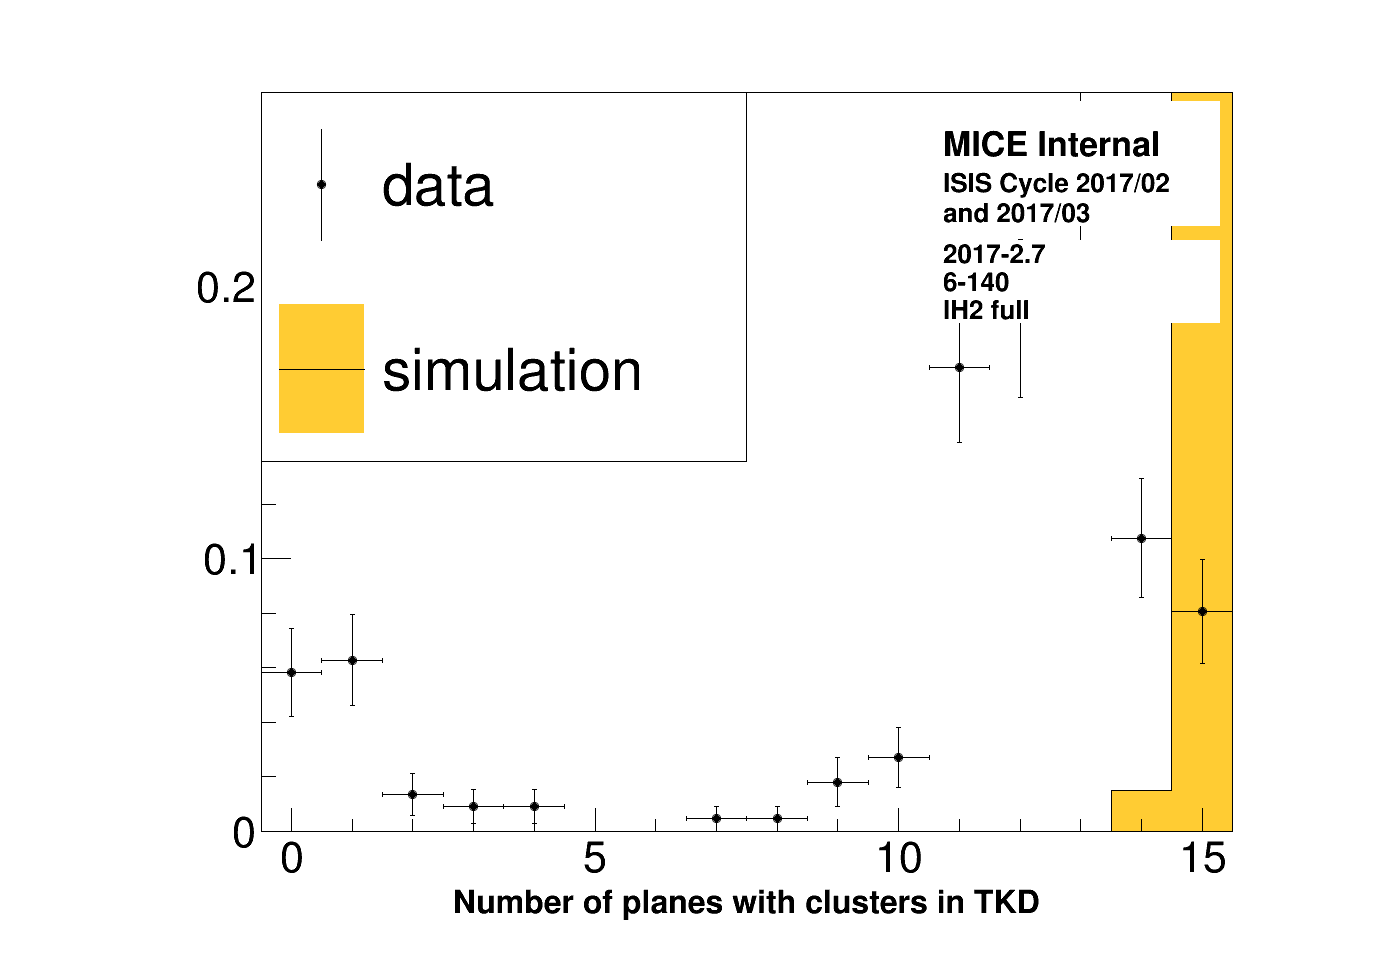 MICE Internal
data
ISIS Cycle 2017/02
and 2017/03
2017-2.7
6-140
IH2 full
0.2
simulation
0.1
0
0 5 10 15
Number of planes with clusters in TKD